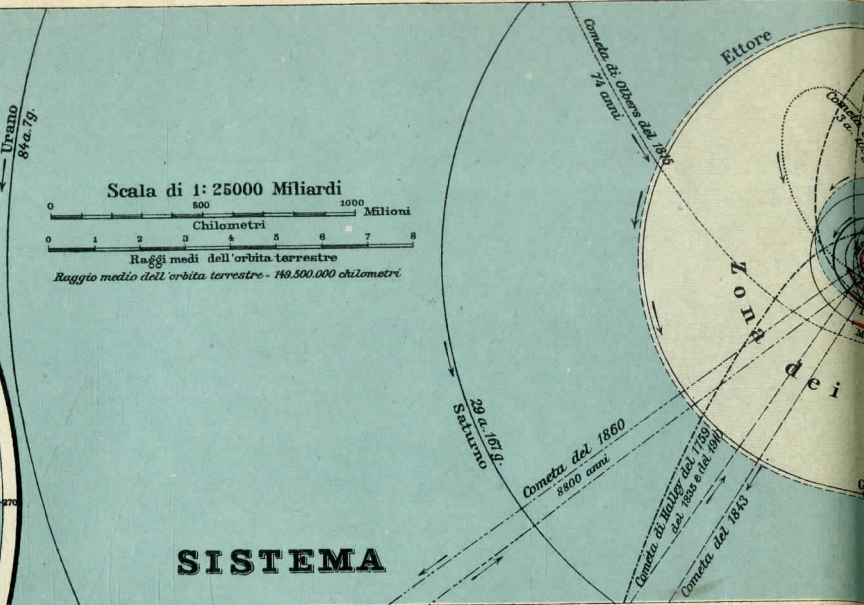 Ettore
Cometa di Olbers del 1815
74 anni
Cometa
Urano
84 a. 7 g.
Scala di 1: 25000 Miliardi
500 1000 Milioni
Chilometri
0 1 2 3 4 5 6 7 8
Raggi medi dell'orbita terrestre
Raggio medio dell'orbita terrestre - 149.500.000 chilometri
Zona dei
29 a. 167 g.
Saturno
Cometa del 1860
8800 anni
Cometa di Halley del 1759
del 1835 e del 1910
Cometa del 1843
270
SISTEMA